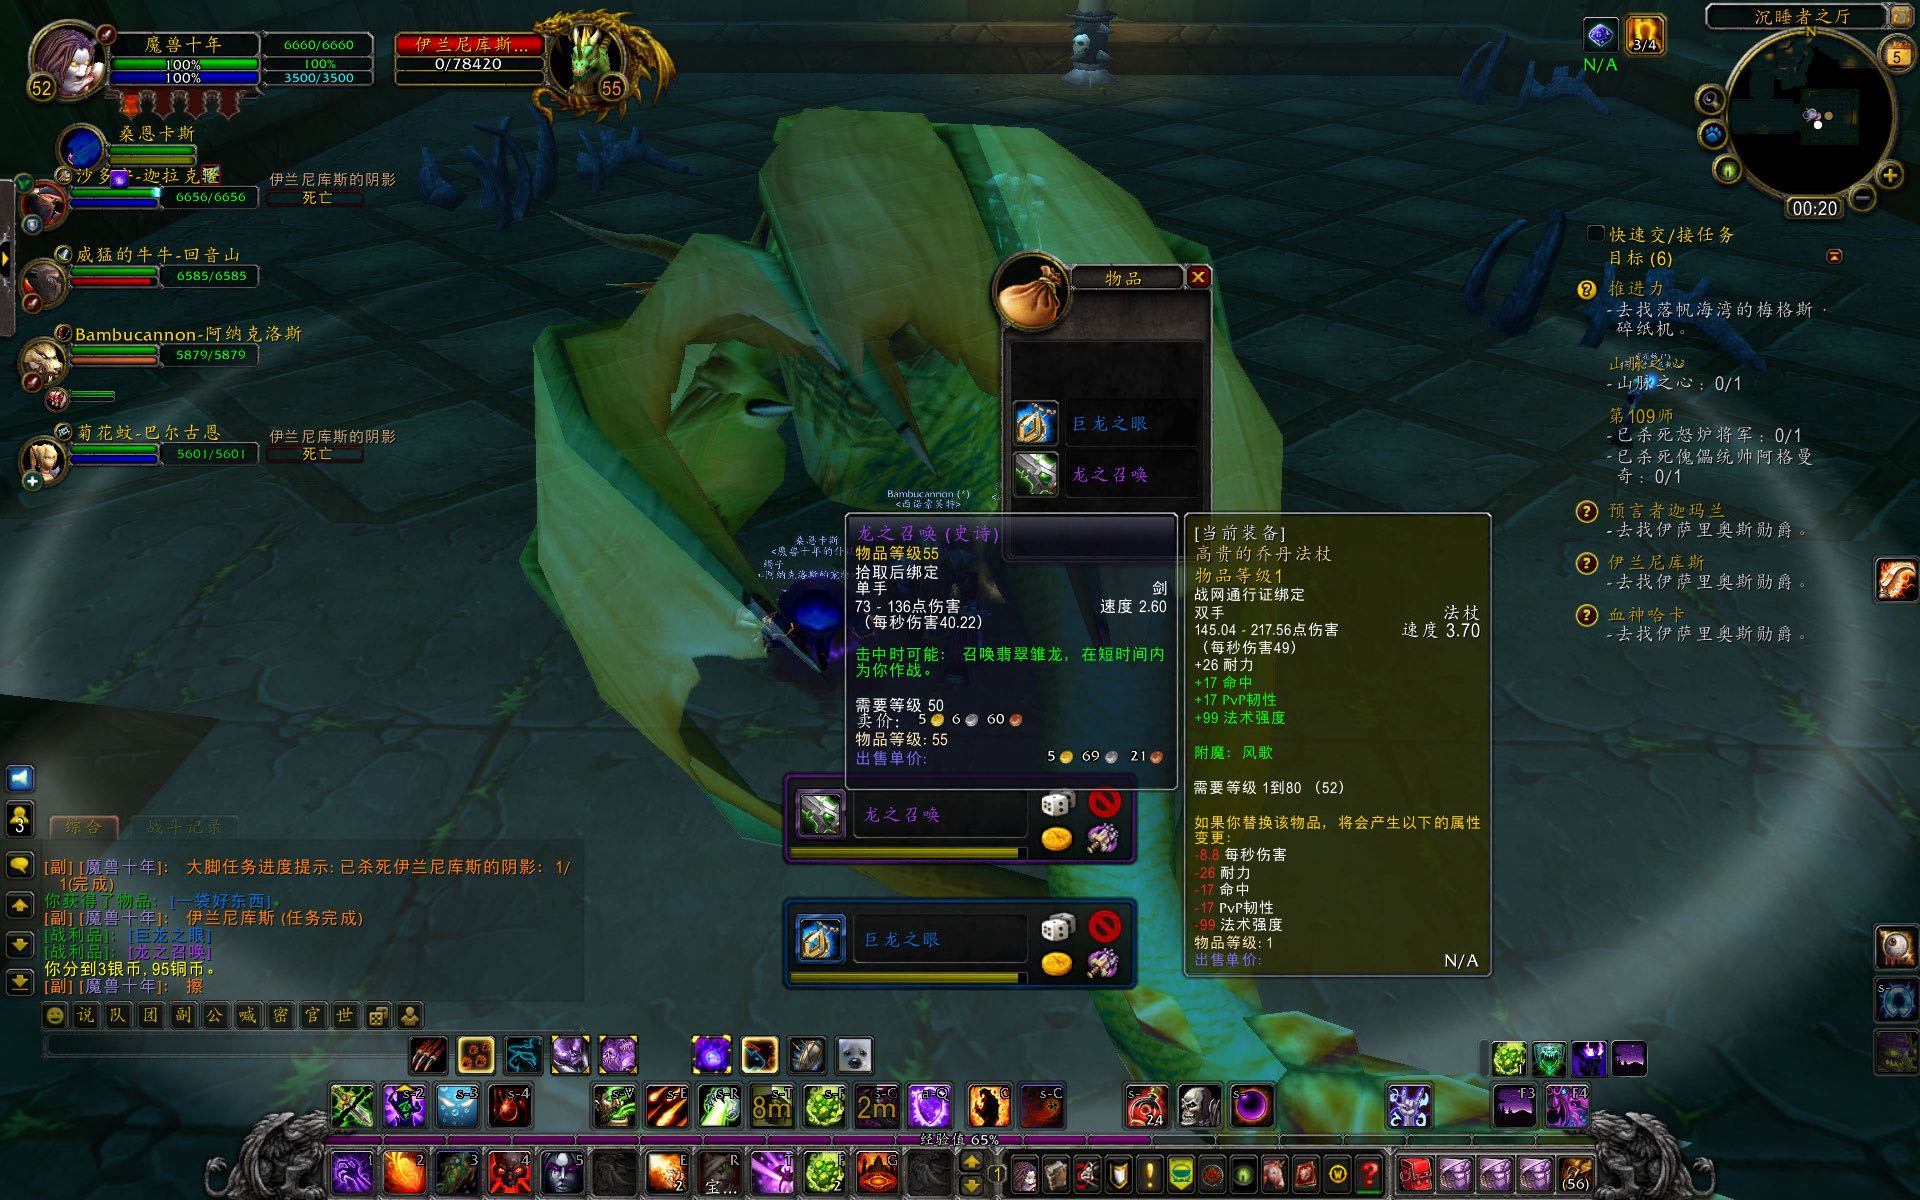 魔兽十年
6660/6660
100%
100%
100%
3500/3500
52
伊兰尼库斯...
0/78420
55
桑恩卡斯
6656/6656
伊兰尼库斯的阴影
死亡
威猛的牛牛-回音山
6585/6585
Bambucannon-阿纳克洛斯
5879/5879
菊花蚊-巴尔古恩
5601/5601
伊兰尼库斯的阴影
死亡
N/A
3/4
沉睡者之厅
N
5
00:20
快速交/接任务
目标 (6)
推进力
-去找落帆海湾的梅格斯·
碎纸机。
山脉之心
-山脉之心：0/1
第109师
-已杀死怒炉将军：0/1
-已杀死傀儡统帅阿格曼
奇：0/1
预言者迦玛兰
-去找伊萨里奥斯勋爵。
伊兰尼库斯
-去找伊萨里奥斯勋爵。
血神哈卡
-去找伊萨里奥斯勋爵。
物品
巨龙之眼
龙之召唤
Bambucannon (*)
桑恩卡斯
龙之召唤 (史诗)
物品等级55
拾取后绑定
单手 剑
73 - 136点伤害 速度 2.60
（每秒伤害40.22）
击中时可能： 召唤翡翠雏龙，在短时间内
为你作战。
需要等级 50
卖价： 5 6 60
物品等级: 55
出售单价: 5 69 21
[当前装备]
高贵的乔丹法杖
物品等级1
战网通行证绑定
双手 法杖
145.04 - 217.56点伤害 速度 3.70
（每秒伤害49）
+26 耐力
+17 命中
+17 PvP韧性
+99 法术强度
附魔：风歌
需要等级 1到80 （52）
如果你替换该物品，将会产生以下的属性
变更:
-8.8 每秒伤害
-26 耐力
-17 命中
-17 PvP韧性
-99 法术强度
物品等级: 1
出售单价: N/A
龙之召唤
巨龙之眼
3
综合 战斗记录
[副] [魔兽十年]： 大脚任务进度提示: 已杀死伊兰尼库斯的阴影： 1/
1(完成)
你获得了物品：[一袋好东西]。
[副] [魔兽十年]： 伊兰尼库斯 (任务完成)
[战利品]：[巨龙之眼]
[战利品]：[龙之召唤]
你分到3银币,95铜币。
[副] [魔兽十年]： 擦
说 队 团 副 公 喊 密 官 世
s-2 s-3 s-4 s-V s-E s-R s-T s-F s-G a-Q C s-C
8m 2m 24
F3 F4
经验值 65%
1 2 3 4 5 E R T F G
2 宝... 2
1
(56)